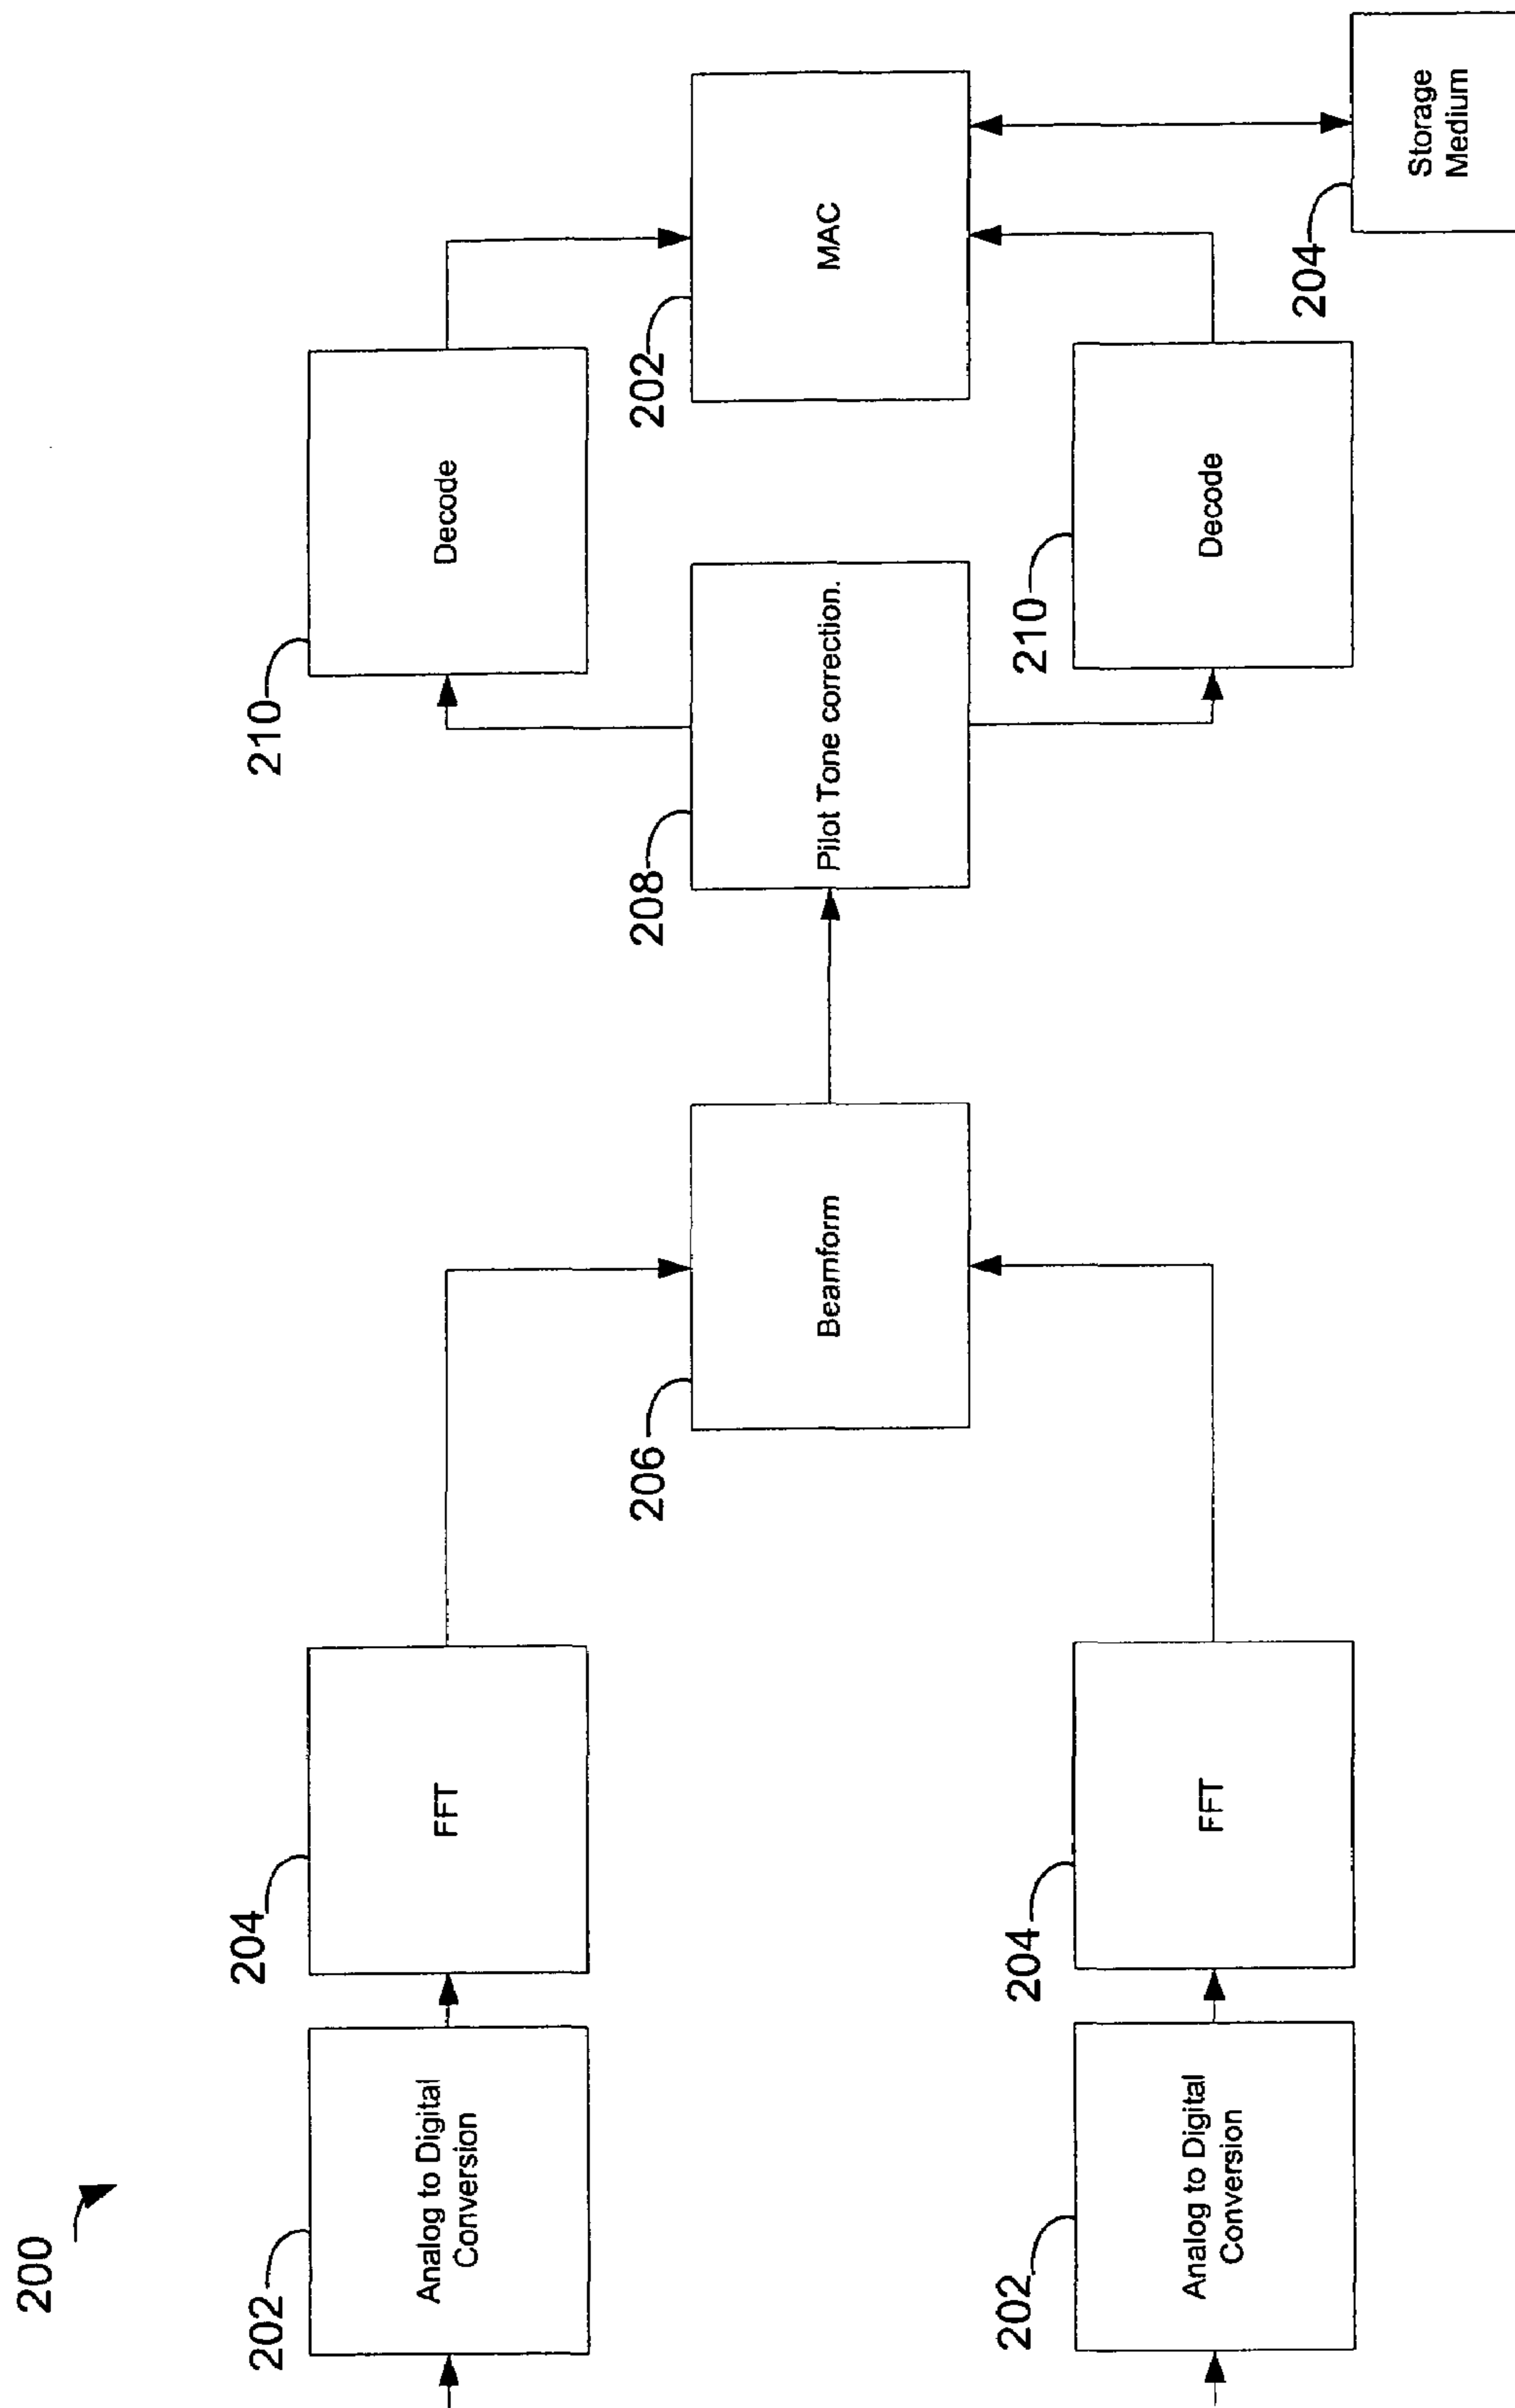 200
202
Analog to Digital
Conversion
204
FFT
202
Analog to Digital
Conversion
204
FFT
206
Beamform
208
Pilot Tone correction.
210
Decode
210
Decode
202
MAC
204
Storage
Medium